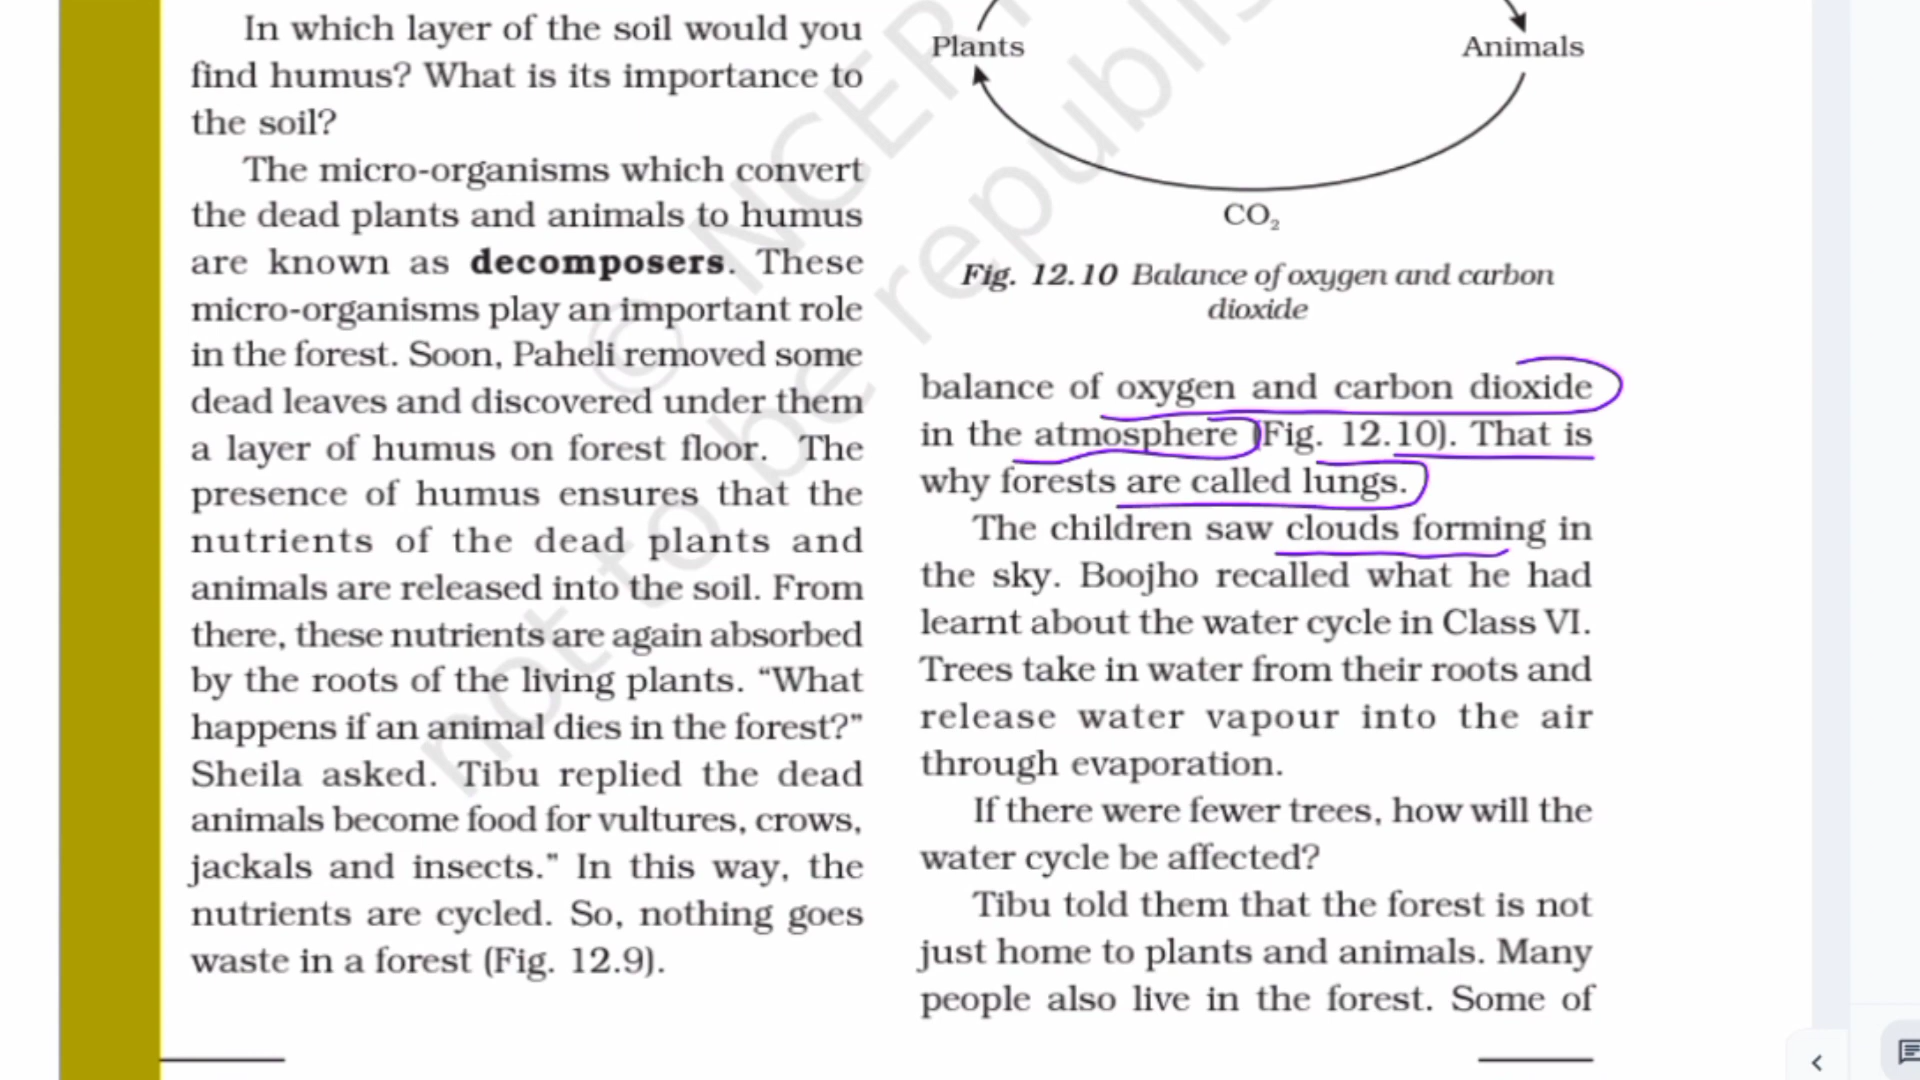 In which layer of the soil would you
find humus? What is its importance to
the soil?
The micro-organisms which convert
the dead plants and animals to humus
are known as decomposers. These
micro-organisms play an important role
in the forest. Soon, Paheli removed some
dead leaves and discovered under them
a layer of humus on forest floor. The
presence of humus ensures that the
nutrients of the dead plants and
animals are released into the soil. From
there, these nutrients are again absorbed
by the roots of the living plants. “What
happens if an animal dies in the forest?”
Sheila asked. Tibu replied the dead
animals become food for vultures, crows,
jackals and insects.” In this way, the
nutrients are cycled. So, nothing goes
waste in a forest (Fig. 12.9).
Plants
Animals
CO₂
Fig. 12.10 Balance of oxygen and carbon
dioxide
balance of oxygen and carbon dioxide
in the atmosphere (Fig. 12.10). That is
why forests are called lungs.
The children saw clouds forming in
the sky. Boojho recalled what he had
learnt about the water cycle in Class VI.
Trees take in water from their roots and
release water vapour into the air
through evaporation.
If there were fewer trees, how will the
water cycle be affected?
Tibu told them that the forest is not
just home to plants and animals. Many
people also live in the forest. Some of
© NCER
not to be republis